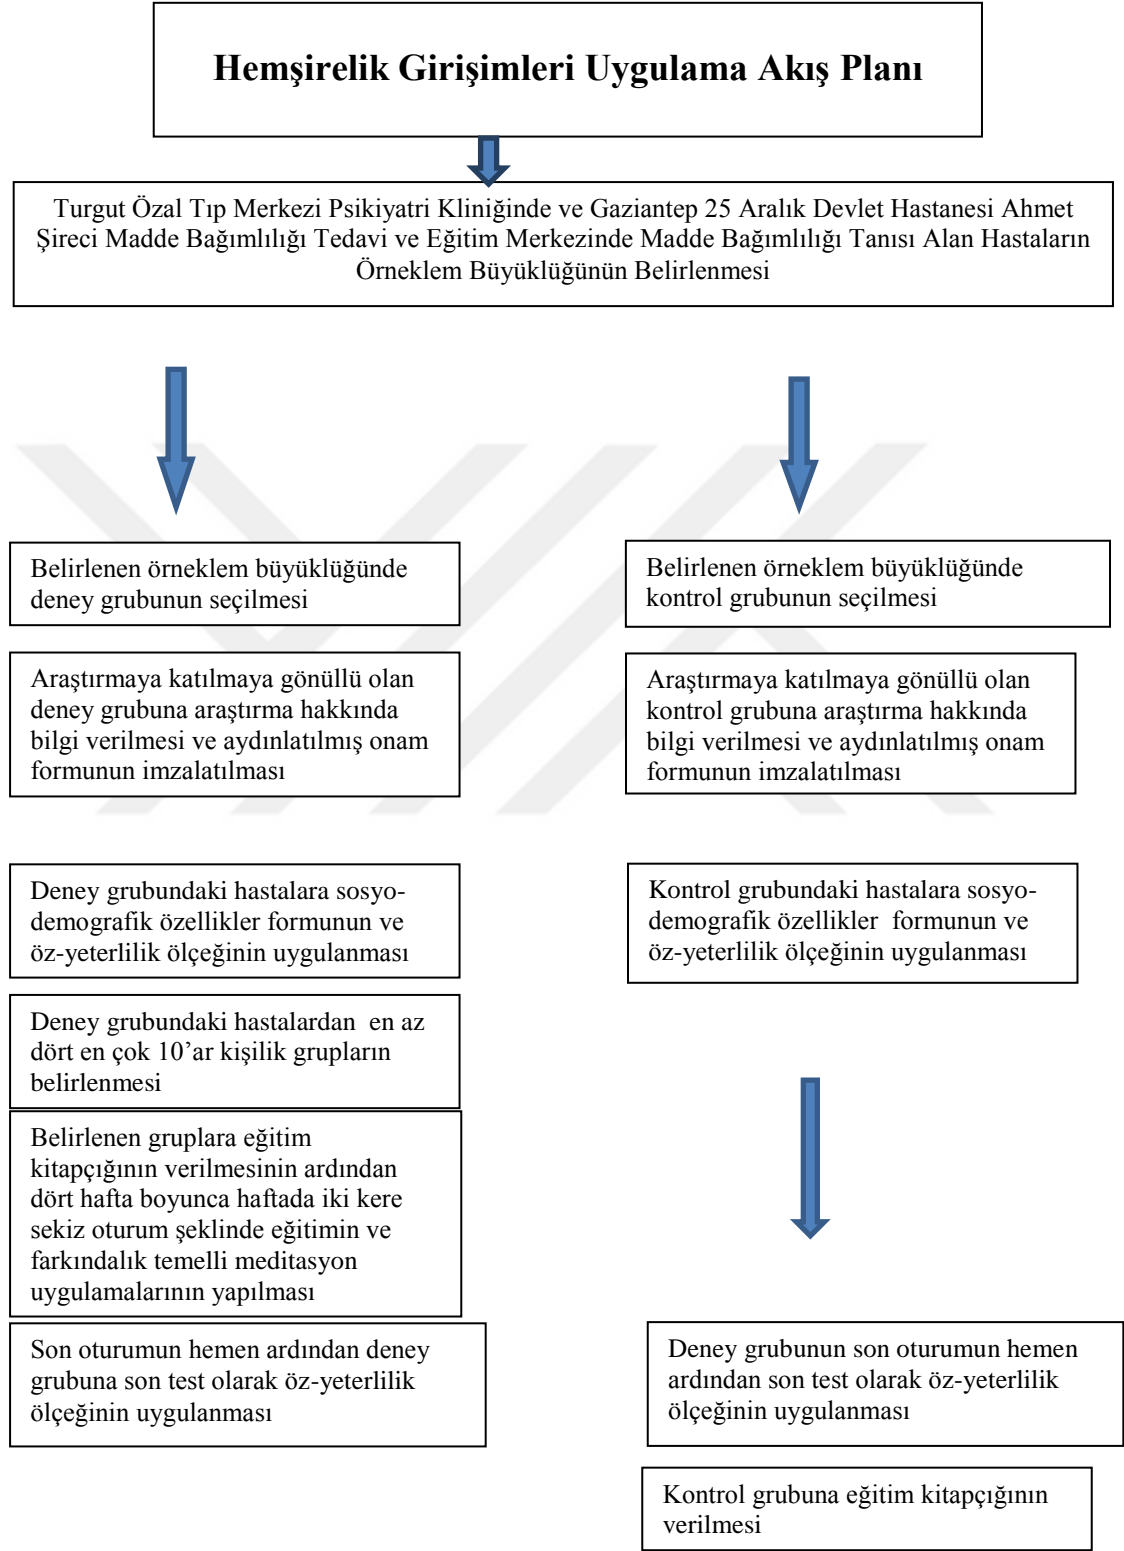 Hemşirelik Girişimleri Uygulama Akış Planı
Turgut Özal Tıp Merkezi Psikiyatri Kliniğinde ve Gaziantep 25 Aralık Devlet Hastanesi Ahmet
Şireci Madde Bağımlılığı Tedavi ve Eğitim Merkezinde Madde Bağımlılığı Tanısı Alan Hastaların
Örneklem Büyüklüğünün Belirlenmesi
Belirlenen örneklem büyüklüğünde
deney grubunun seçilmesi
Araştırmaya katılmaya gönüllü olan
deney grubuna araştırma hakkında
bilgi verilmesi ve aydınlatılmış onam
formunun imzalatılması
Deney grubundaki hastalara sosyo-
demografik özellikler formunun ve
öz-yeterlilik ölçeğinin uygulanması
Deney grubundaki hastalardan en az
dört en çok 10’ar kişilik grupların
belirlenmesi
Belirlenen gruplara eğitim
kitapçığının verilmesinin ardından
dört hafta boyunca haftada iki kere
sekiz oturum şeklinde eğitimin ve
farkındalık temelli meditasyon
uygulamalarının yapılması
Son oturumun hemen ardından deney
grubuna son test olarak öz-yeterlilik
ölçeğinin uygulanması
Belirlenen örneklem büyüklüğünde
kontrol grubunun seçilmesi
Araştırmaya katılmaya gönüllü olan
kontrol grubuna araştırma hakkında
bilgi verilmesi ve aydınlatılmış onam
formunun imzalatılması
Kontrol grubundaki hastalara sosyo-
demografik özellikler formunun ve
öz-yeterlilik ölçeğinin uygulanması
Deney grubunun son oturumun hemen
ardından son test olarak öz-yeterlilik
ölçeğinin uygulanması
Kontrol grubuna eğitim kitapçığının
verilmesi